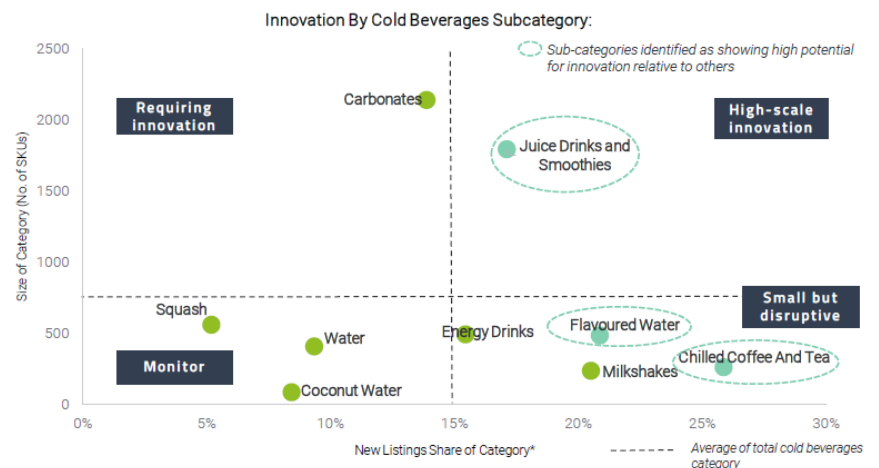 Innovation By Cold Beverages Subcategory:
Sub-categories identified as showing high potential
for innovation relative to others
Size of Category (No. of SKUs)
2500
2000
1500
1000
500
0
Requiring
innovation
Carbonates
High-scale
innovation
Juice Drinks and
Smoothies
Small but
disruptive
Squash
Water
Energy Drinks
Flavoured Water
Monitor
Coconut Water
Milkshakes
Chilled Coffee And Tea
0%
5%
10%
15%
20%
25%
30%
New Listings Share of Category*
Average of total cold beverages
category